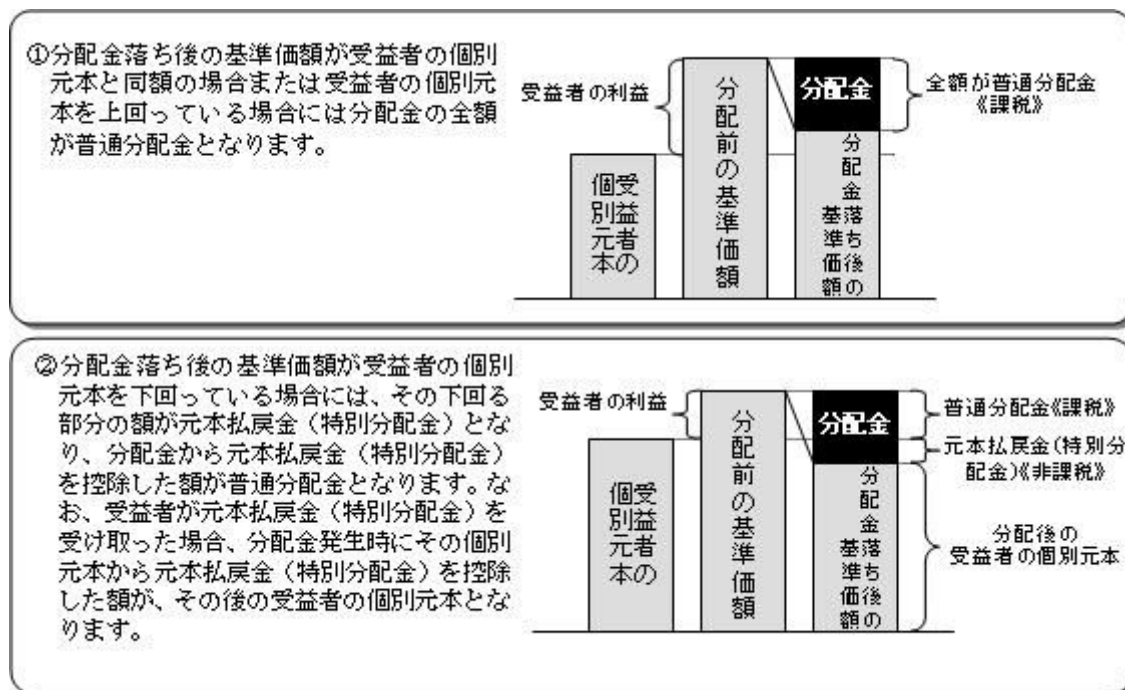 ①分配金落ち後の基準価額が受益者の個別
元本と同額の場合または受益者の個別元
本を上回っている場合には分配金の全額
が普通分配金となります。
受益者の利益
受益者の
個別元本
分配前の基準価額
分配金
分配金落ち後の
基準価額
全額が普通分配金
《課税》
②分配金落ち後の基準価額が受益者の個別
元本を下回っている場合には、その下回る
部分の額が元本払戻金（特別分配金）とな
り、分配金から元本払戻金（特別分配金）
を控除した額が普通分配金となります。な
お、受益者が元本払戻金（特別分配金）を
受け取った場合、分配金発生時にその個別
元本から元本払戻金（特別分配金）を控除
した額が、その後の受益者の個別元本とな
ります。
受益者の利益
受益者の
個別元本
分配前の基準価額
分配金
分配金落ち後の
基準価額
普通分配金《課税》
元本払戻金(特別分
配金)《非課税》
分配後の
受益者の個別元本